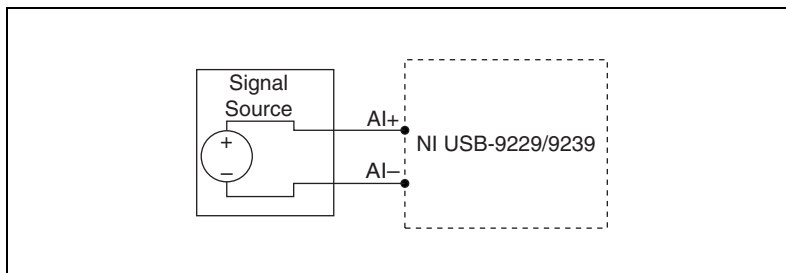 Signal
Source
+
–
AI+
AI–
NI USB-9229/9239